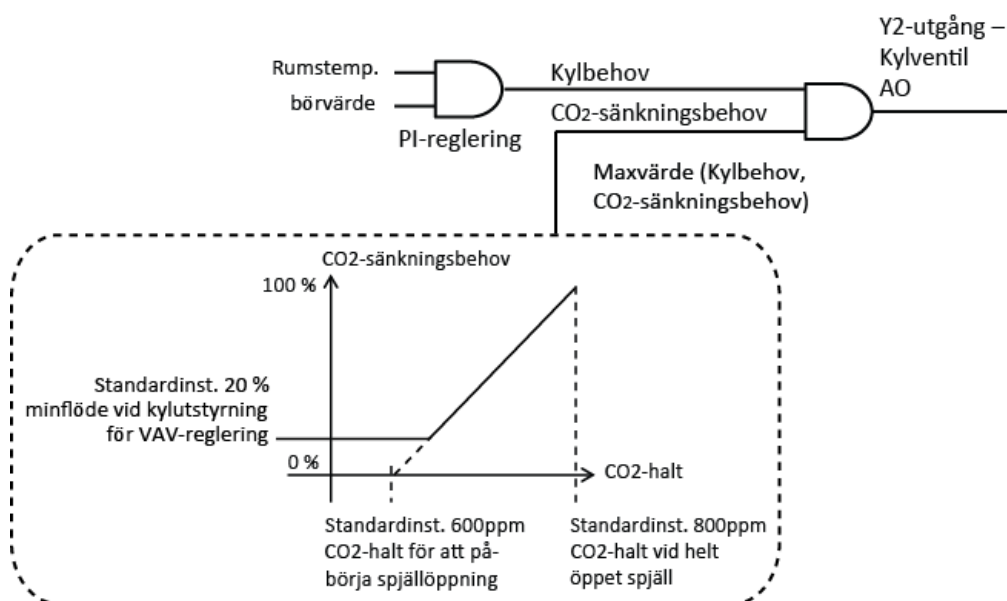 Y2-utgång –
Kylventil
AO
Rumstemp.
börvärde
PI-reglering
Kylbehov
CO2-sänkningsbehov
Maxvärde (Kylbehov,
CO2-sänkningsbehov)
CO2-sänkningsbehov
100 %
Standardinst. 20 %
minflöde vid kylutstyrning
för VAV-reglering
0 %
CO2-halt
Standardinst. 600ppm
CO2-halt för att på-
börja spjällöppning
Standardinst. 800ppm
CO2-halt vid helt
öppet spjäll